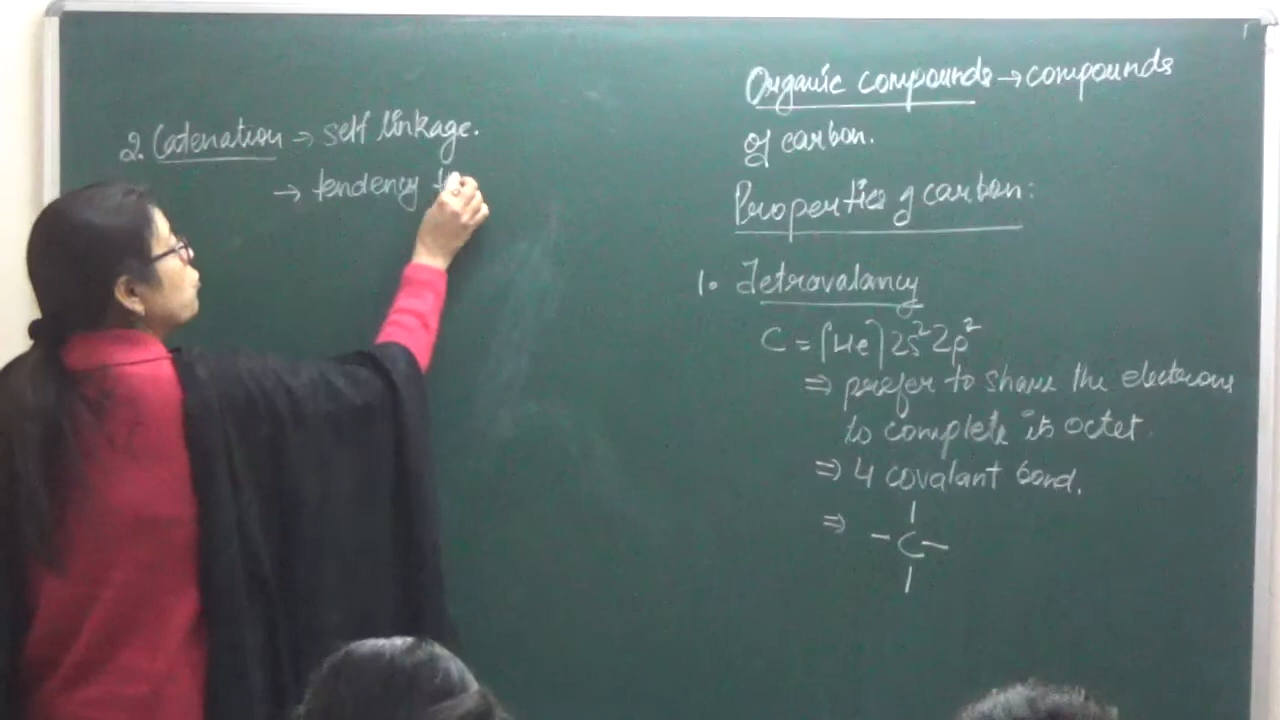 Organic compounds → compounds
of carbon.
Properties of carbon:
1. Tetravalancy
C = [He] 2s² 2p²
⇒ prefer to share the electrons
to complete its octet.
⇒ 4 covalant bond.
⇒ –C–
2. Catenation → self linkage.
→ tendency